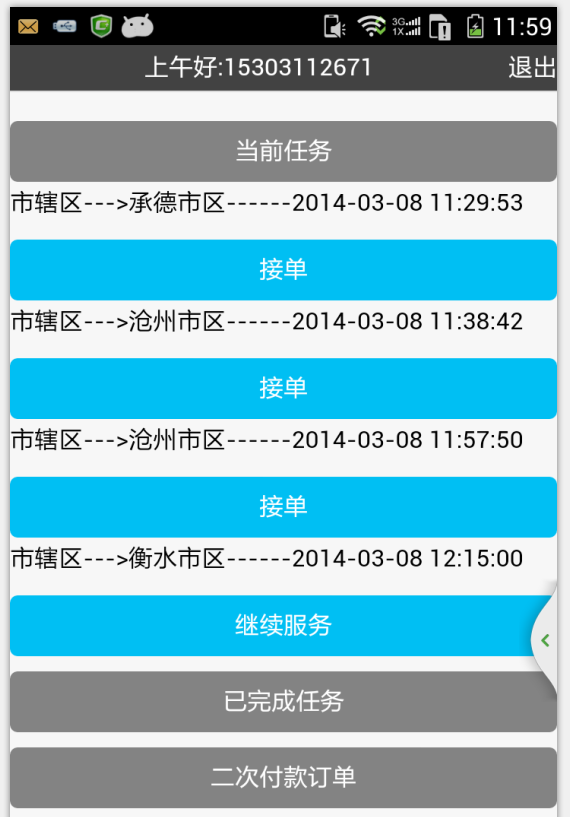 3G
1X
11:59
上午好:15303112671 退出
当前任务
市辖区--->承德市区------2014-03-08 11:29:53
接单
市辖区--->沧州市区------2014-03-08 11:38:42
接单
市辖区--->沧州市区------2014-03-08 11:57:50
接单
市辖区--->衡水市区------2014-03-08 12:15:00
继续服务
已完成任务
二次付款订单